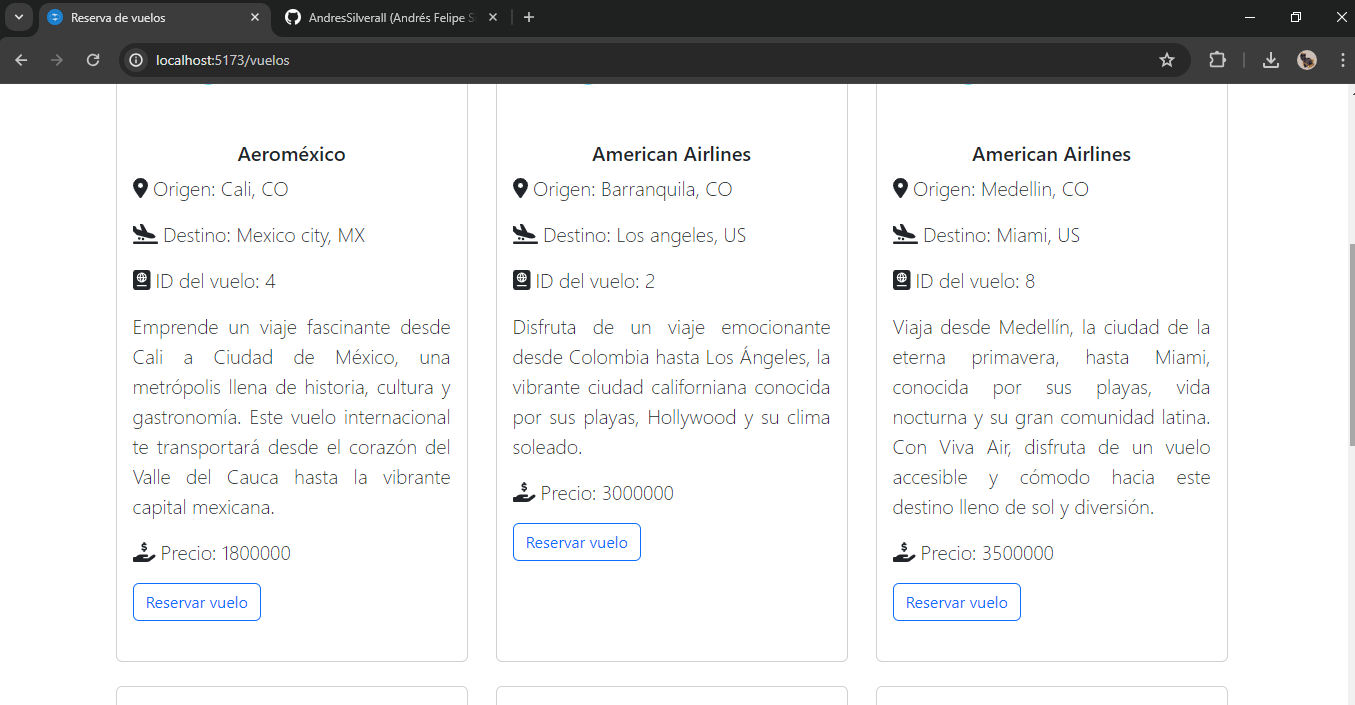 Reserva de vuelos
AndresSilverall (Andrés Felipe S
localhost:5173/vuelos
Aeroméxico
Origen: Cali, CO
Destino: Mexico city, MX
ID del vuelo: 4
Emprende un viaje fascinante desde
Cali a Ciudad de México, una
metrópolis llena de historia, cultura y
gastronomía. Este vuelo internacional
te transportará desde el corazón del
Valle del Cauca hasta la vibrante
capital mexicana.
Precio: 1800000
Reservar vuelo
American Airlines
Origen: Barranquila, CO
Destino: Los angeles, US
ID del vuelo: 2
Disfruta de un viaje emocionante
desde Colombia hasta Los Ángeles, la
vibrante ciudad californiana conocida
por sus playas, Hollywood y su clima
soleado.
Precio: 3000000
Reservar vuelo
American Airlines
Origen: Medellin, CO
Destino: Miami, US
ID del vuelo: 8
Viaja desde Medellín, la ciudad de la
eterna primavera, hasta Miami,
conocida por sus playas, vida
nocturna y su gran comunidad latina.
Con Viva Air, disfruta de un vuelo
accesible y cómodo hacia este
destino lleno de sol y diversión.
Precio: 3500000
Reservar vuelo